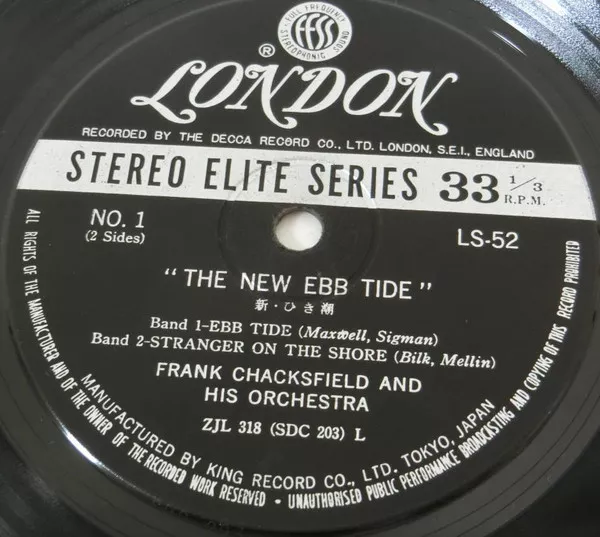 FULL FREQUENCY
FFSS
STEREOPHONIC SOUND
® LONDON
RECORDED BY THE DECCA RECORD CO., LTD. LONDON, S.E.I., ENGLAND
STEREO ELITE SERIES 33 1/3 R.P.M.
NO. 1
(2 Sides)
LS-52
"THE NEW EBB TIDE"
新・ひき潮
Band 1-EBB TIDE (Maxwell, Sigman)
Band 2-STRANGER ON THE SHORE (Bilk, Mellin)
FRANK CHACKSFIELD AND
HIS ORCHESTRA
ZJL 318 (SDC 203) L
MANUFACTURED BY KING RECORD CO., LTD. TOKYO, JAPAN
ALL RIGHTS OF THE MANUFACTURER AND OF THE OWNER OF THE RECORDED WORK RESERVED · UNAUTHORISED PUBLIC PERFORMANCE BROADCASTING AND COPYING OF THIS RECORD PROHIBITED